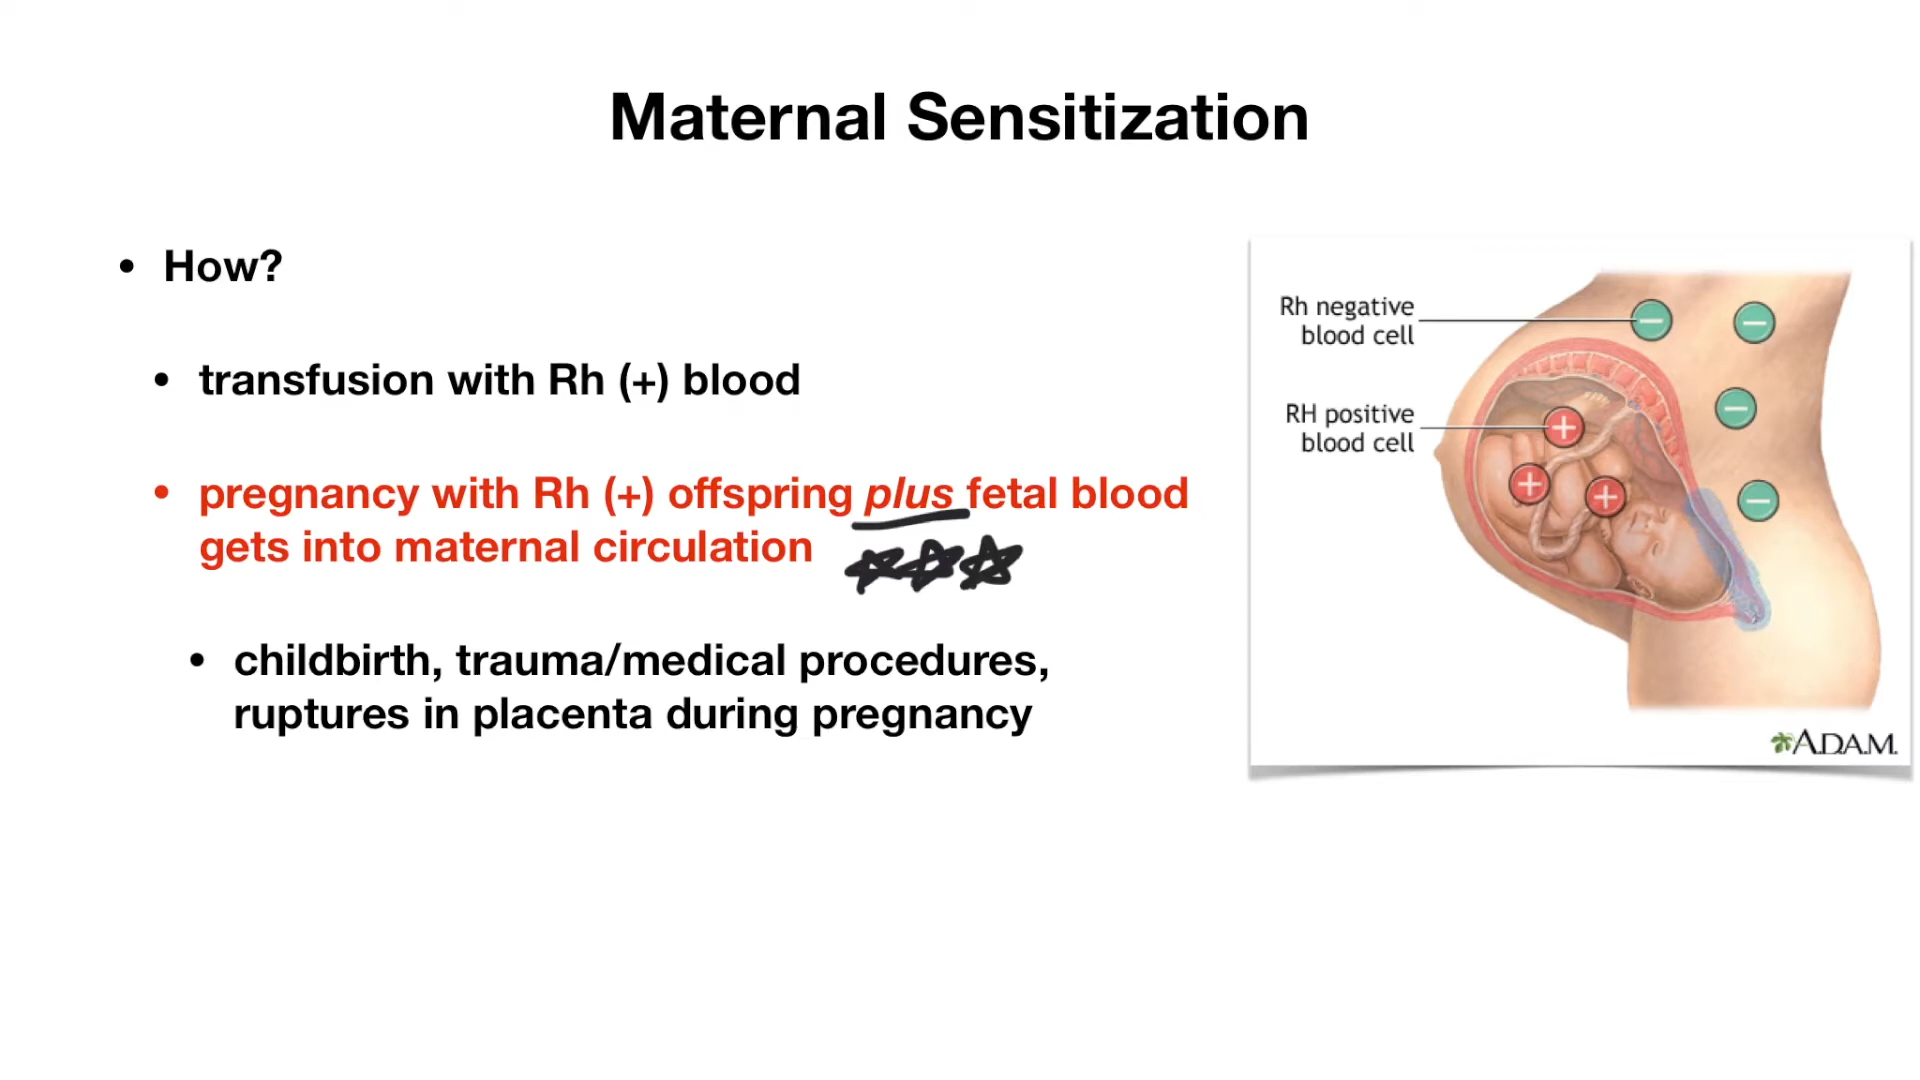 Maternal Sensitization
• How?
• transfusion with Rh (+) blood
• pregnancy with Rh (+) offspring plus fetal blood
gets into maternal circulation
• childbirth, trauma/medical procedures,
ruptures in placenta during pregnancy
Rh negative
blood cell
RH positive
blood cell
A.D.A.M.